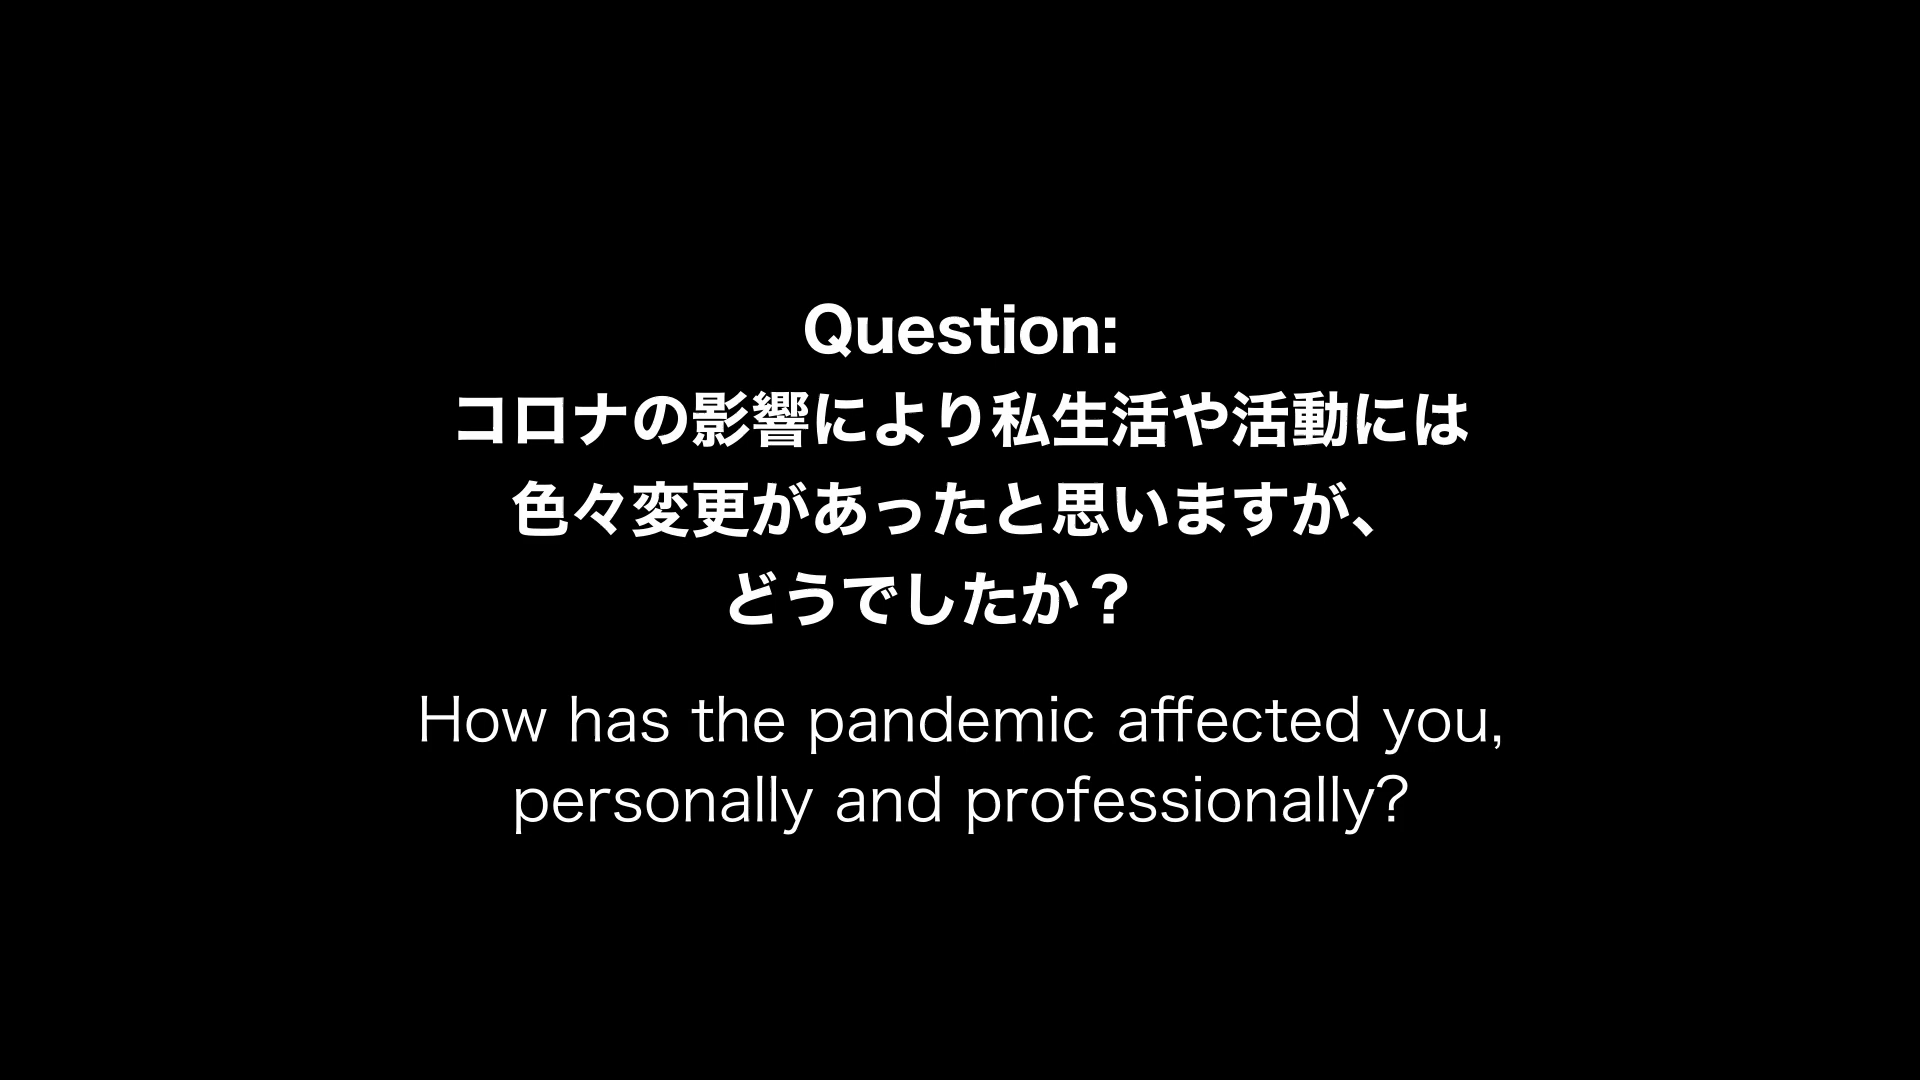 Question:
コロナの影響により私生活や活動には
色々変更があったと思いますが、
どうでしたか？
How has the pandemic affected you,
personally and professionally?